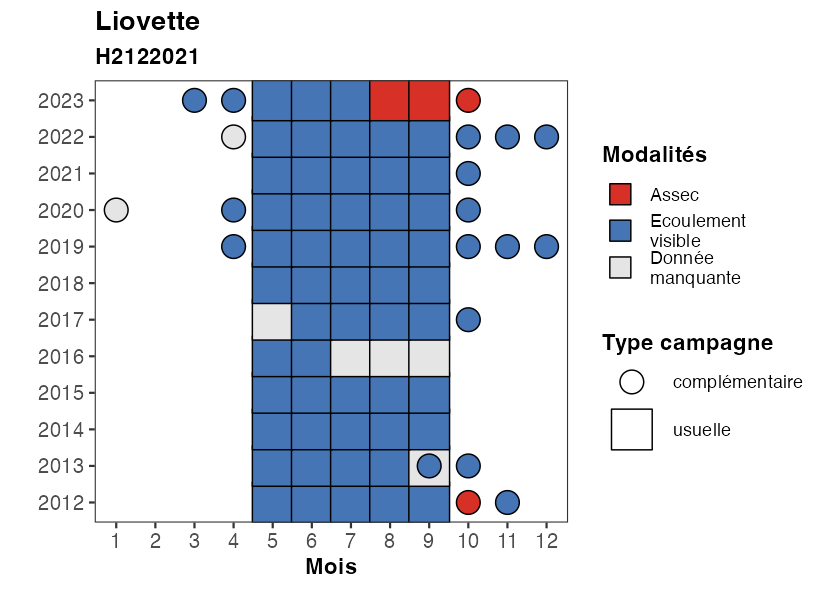 Liovette
H2122021
2023
2022
2021
2020
2019
2018
2017
2016
2015
2014
2013
2012
1 2 3 4 5 6 7 8 9 10 11 12
Mois
Modalités
Assec
Ecoulement
visible
Donnée
manquante
Type campagne
complémentaire
usuelle